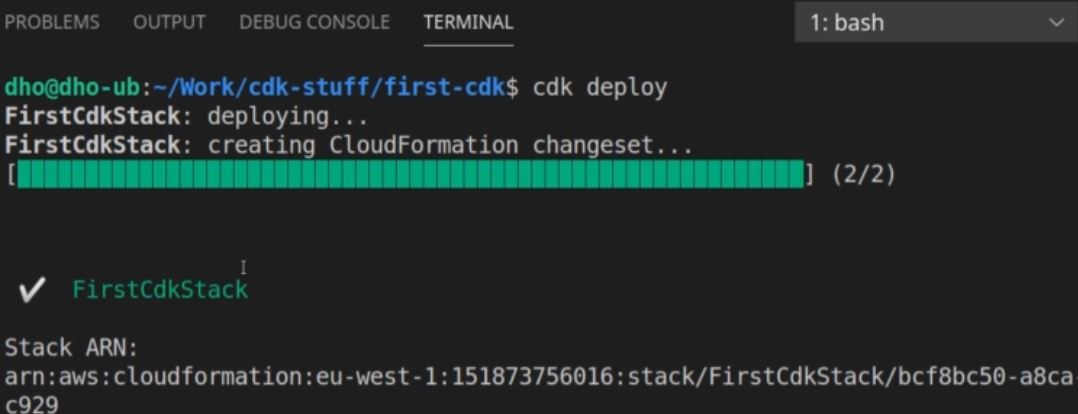 PROBLEMS OUTPUT DEBUG CONSOLE TERMINAL 1: bash
dho@dho-ub:~/Work/cdk-stuff/first-cdk$ cdk deploy
FirstCdkStack: deploying...
FirstCdkStack: creating CloudFormation changeset...
[██████████████████████████████████████████████████████████] (2/2)
✔ FirstCdkStack
Stack ARN:
arn:aws:cloudformation:eu-west-1:151873756016:stack/FirstCdkStack/bcf8bc50-a8ca-
c929